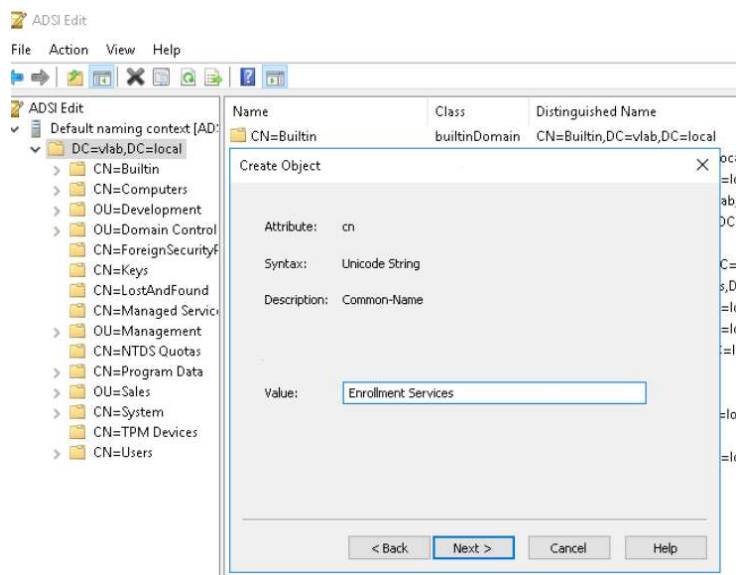 ADSI Edit
File Action View Help
ADSI Edit
Default naming context [AD
DC=vlab,DC=local
CN=Builtin
CN=Computers
OU=Development
OU=Domain Control
CN=ForeignSecurityF
CN=Keys
CN=LostAndFound
CN=Managed Servic
OU=Management
CN=NTDS Quotas
CN=Program Data
OU=Sales
CN=System
CN=TPM Devices
CN=Users
Name Class Distinguished Name
CN=Builtin builtinDomain CN=Builtin,DC=vlab,DC=local
Create Object
Attribute: cn
Syntax: Unicode String
Description: Common-Name
Value: Enrollment Services
< Back Next > Cancel Help